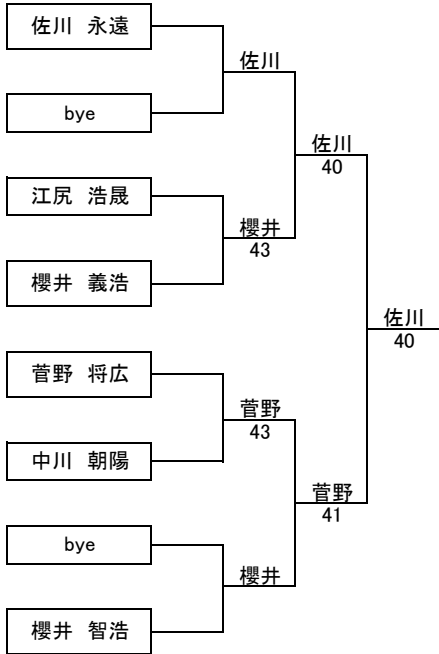 佐川　永遠
佐川
bye
佐川
40
江尻　浩晟
櫻井
43
櫻井　義浩
佐川
40
菅野　将広
菅野
43
中川　朝陽
菅野
41
bye
櫻井
櫻井　智浩